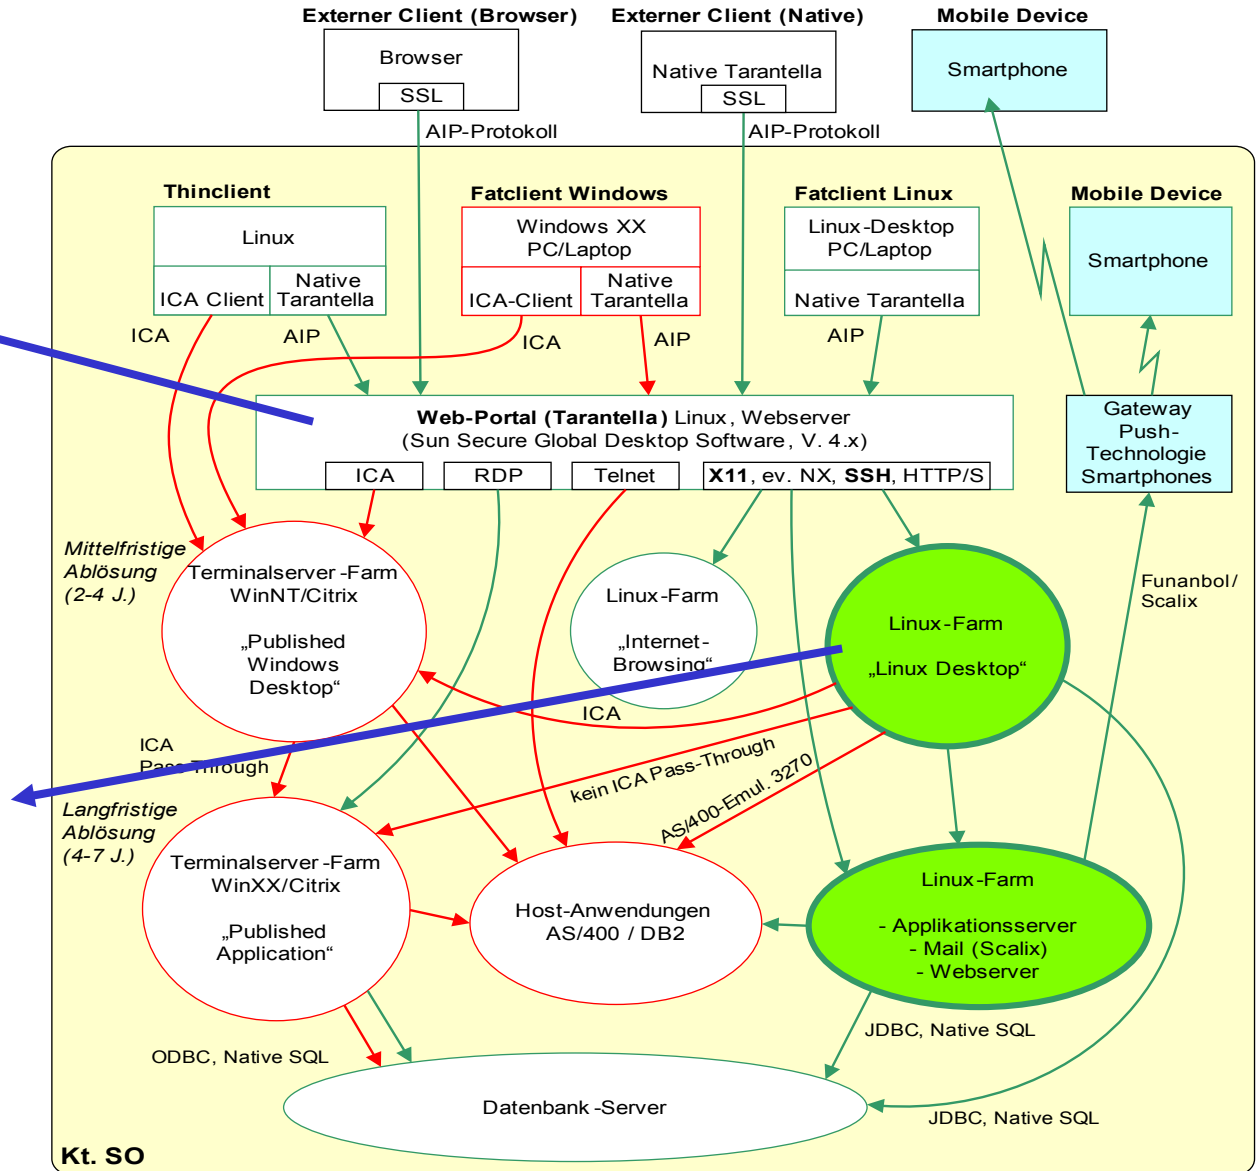 Externer Client (Browser)
Externer Client (Native)
Mobile Device
Browser
SSL
Native Tarantella
SSL
Smartphone
AIP-Protokoll
AIP-Protokoll
Thinclient
Fatclient Windows
Fatclient Linux
Mobile Device
Linux
ICA Client
Native
Tarantella
Windows XX
PC/Laptop
ICA-Client
Native
Tarantella
Linux-Desktop
PC/Laptop
Native Tarantella
Smartphone
ICA
AIP
ICA
AIP
AIP
Web-Portal (Tarantella) Linux, Webserver
(Sun Secure Global Desktop Software, V. 4.x)
ICA
RDP
Telnet
X11, ev. NX, SSH, HTTP/S
Gateway
Push-
Technologie
Smartphones
Mittelfristige
Ablösung
(2-4 J.)
Terminalserver-Farm
WinNT/Citrix
„Published
Windows
Desktop“
Linux-Farm
„Internet-
Browsing“
Linux-Farm
„Linux Desktop“
Funanbol/
Scalix
ICA
ICA
Pass-Through
kein ICA Pass-Through
AS/400-Emul. 3270
Langfristige
Ablösung
(4-7 J.)
Terminalserver-Farm
WinXX/Citrix
„Published
Application“
Host-Anwendungen
AS/400 / DB2
Linux-Farm
- Applikationsserver
- Mail (Scalix)
- Webserver
ODBC, Native SQL
JDBC, Native SQL
Datenbank-Server
JDBC, Native SQL
Kt. SO